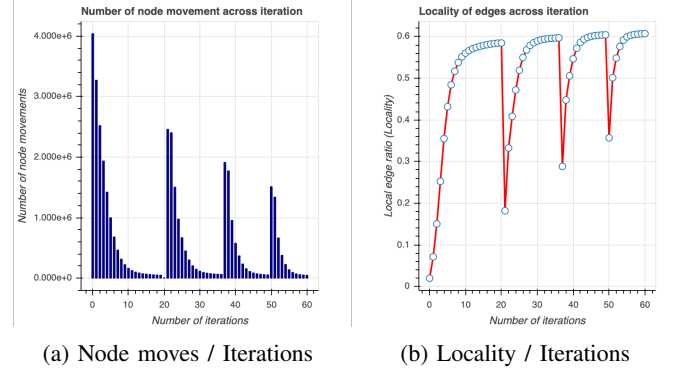 Number of node movement across iteration
Number of node movements
4.000e+6
3.000e+6
2.000e+6
1.000e+6
0.000e+0
0 10 20 30 40 50 60
Number of iterations
(a) Node moves / Iterations
Locality of edges across iteration
Local edge ratio (Locality)
0.6
0.5
0.4
0.3
0.2
0.1
0
0 10 20 30 40 50 60
Number of iterations
(b) Locality / Iterations